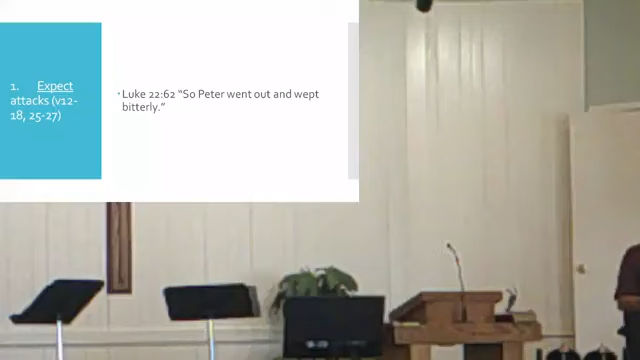 1. Expect
attacks (v12-
18, 25-27)
Luke 22:62 “So Peter went out and wept
bitterly.”